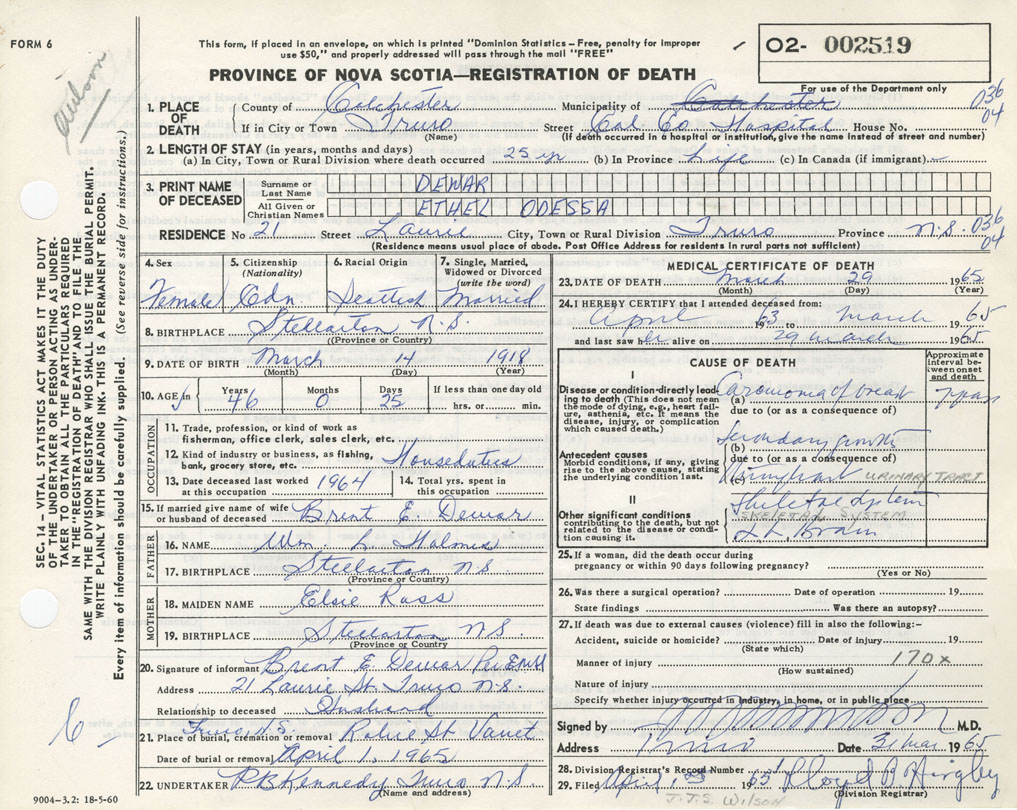 FORM 6
This form, if placed in an envelope, on which is printed "Dominion Statistics – Free, penalty for improper
use $50," and properly addressed will pass through the mail "FREE"
O2- 002519
For use of the Department only
PROVINCE OF NOVA SCOTIA—REGISTRATION OF DEATH
Wilson
SEC. 14 – VITAL STATISTICS ACT MAKES IT THE DUTY
OF THE UNDERTAKER OR PERSON ACTING AS UNDER-
TAKER TO OBTAIN ALL THE PARTICULARS REQUIRED
IN THE "REGISTRATION OF DEATH" AND TO FILE THE
SAME WITH THE DIVISION REGISTRAR WHO SHALL ISSUE THE BURIAL PERMIT.
WRITE PLAINLY WITH UNFADING INK. THIS IS A PERMANENT RECORD.
Every item of information should be carefully supplied. (See reverse side for instructions.)
1. PLACE OF DEATH
County of Colchester Municipality of Colchester 036
If in City or Town Truro Street Col. Co. Hospital House No. 04
(Name) (If death occurred in a hospital or institution, give name instead of street and number)
2. LENGTH OF STAY (in years, months and days)
(a) In City, Town or Rural Division where death occurred 25 yr (b) In Province Life (c) In Canada (if immigrant)
3. PRINT NAME OF DECEASED
Surname or Last Name DEWAR
All Given or Christian Names ETHEL ODESSA
RESIDENCE No 21 Street Laurie City, Town or Rural Division Truro Province N.S. 036 04
(Residence means usual place of abode. Post Office Address for residents in rural parts not sufficient)
4. Sex
Female
5. Citizenship (Nationality)
Cdn
6. Racial Origin
Scottish
7. Single, Married, Widowed or Divorced (write the word)
Married
8. BIRTHPLACE Stellarton N.S.
(Province or Country)
9. DATE OF BIRTH March 14 1918
(Month) (Day) (Year)
10. AGE in Years 46 Months 0 Days 25 If less than one day old hrs. or min.
OCCUPATION
11. Trade, profession, or kind of work as
fisherman, office clerk, sales clerk, etc.
12. Kind of industry or business, as fishing,
bank, grocery store, etc. Houseduties
13. Date deceased last worked at this occupation 1964
14. Total yrs. spent in this occupation
15. If married give name of wife
or husband of deceased Brent E. Dewar
FATHER
16. NAME Wm L. Holmes
17. BIRTHPLACE Stellarton N.S.
(Province or Country)
MOTHER
18. MAIDEN NAME Elsie Ross
19. BIRTHPLACE Stellarton N.S.
(Province or Country)
20. Signature of informant Brent E Dewar Per
Address 21 Laurie St. Truro N.S.
Relationship to deceased Husband
21. Place of burial, cremation or removal Robie St Vault
Truro N.S.
Date of burial or removal April 1, 1965
22. UNDERTAKER P.B. Kennedy Truro N.S.
(Name and address)
6
9004-3.2: 18-5-60
MEDICAL CERTIFICATE OF DEATH
23. DATE OF DEATH March 29 1965
(Month) (Day) (Year)
24. I HEREBY CERTIFY that I attended deceased from:
April 1963 to March 1965
and last saw her alive on 29 March 1965
CAUSE OF DEATH
Approximate interval between onset and death
I
Disease or condition directly leading to death (This does not mean the mode of dying, e.g., heart failure, asthenia, etc. It means the disease, injury, or complication which caused death.)
(a) Carcinoma of breast
due to (or as a consequence of)
Antecedent causes
Morbid conditions, if any, giving rise to the above cause, stating the underlying condition last.
(b) Secondary growth
due to (or as a consequence of)
(c) URINARY TRACT
II
Other significant conditions
contributing to the death, but not related to the disease or condition causing it.
Skeletal System
SKELETAL SYSTEM
Brain
25. If a woman, did the death occur during
pregnancy or within 90 days following pregnancy?
(Yes or No)
26. Was there a surgical operation? Date of operation 19
State findings Was there an autopsy?
27. If death was due to external causes (violence) fill in also the following:–
Accident, suicide or homicide? Date of injury 19
(State which)
Manner of injury 170x
(How sustained)
Nature of injury
Specify whether injury occurred in industry, in home, or in public place
Signed by M.D.
Address Truro Date 31 Mar 1965
28. Division Registrar's Record Number
29. Filed April 1 1965 Lloyd B. Higley
(Division Registrar)
J.T.S. Wilson